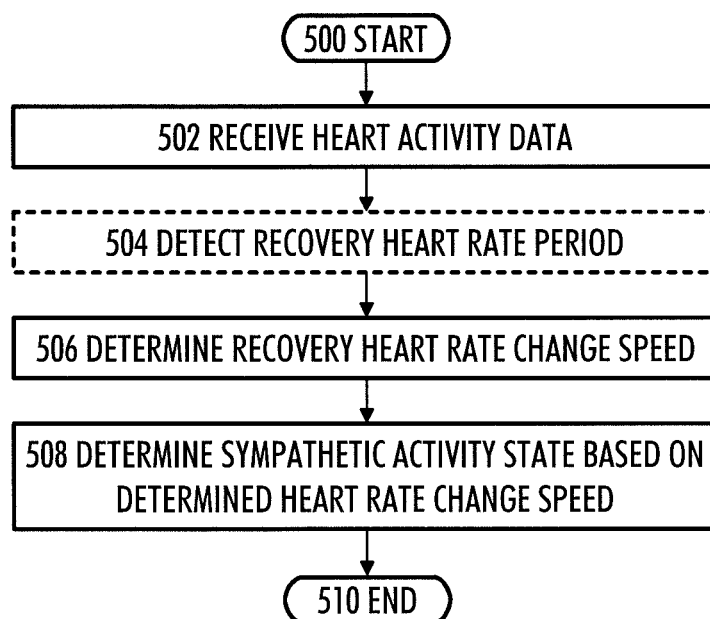 500 START
502 RECEIVE HEART ACTIVITY DATA
504 DETECT RECOVERY HEART RATE PERIOD
506 DETERMINE RECOVERY HEART RATE CHANGE SPEED
508 DETERMINE SYMPATHETIC ACTIVITY STATE BASED ON
DETERMINED HEART RATE CHANGE SPEED
510 END